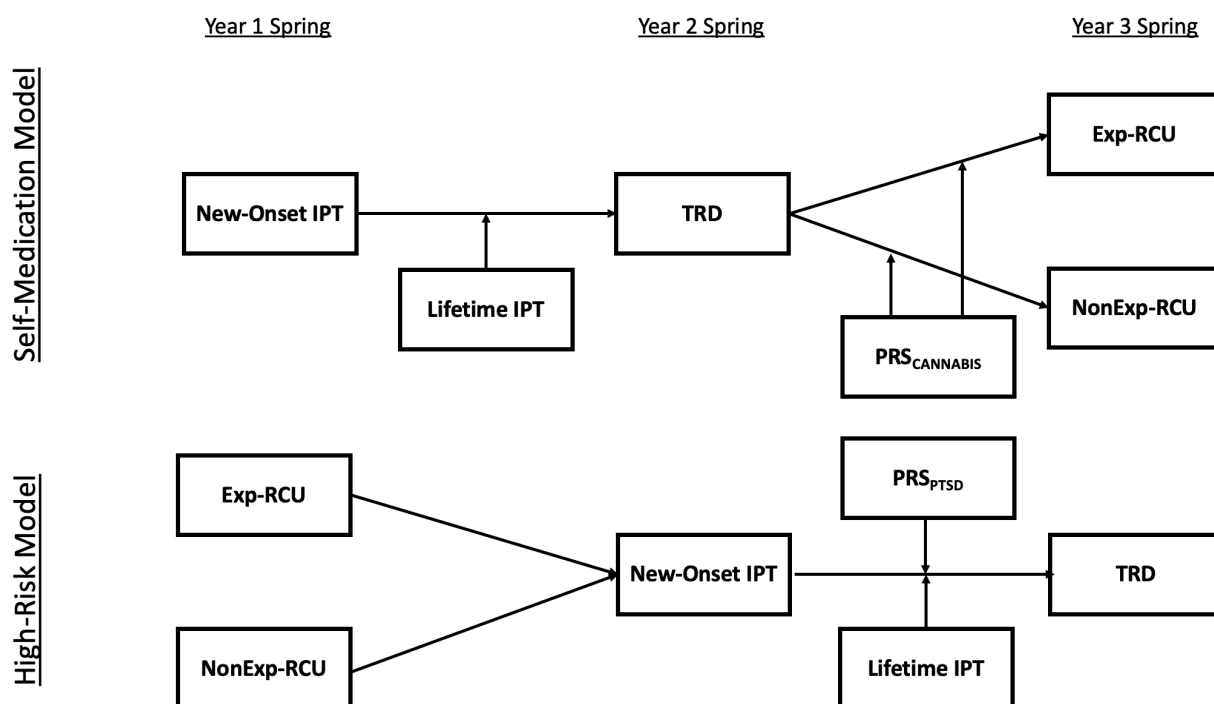 Year 1 Spring
Year 2 Spring
Year 3 Spring
Self-Medication Model
Exp-RCU
New-Onset IPT
TRD
Lifetime IPT
NonExp-RCU
PRSCANNABIS
High-Risk Model
PRSPTSD
Exp-RCU
New-Onset IPT
TRD
NonExp-RCU
Lifetime IPT